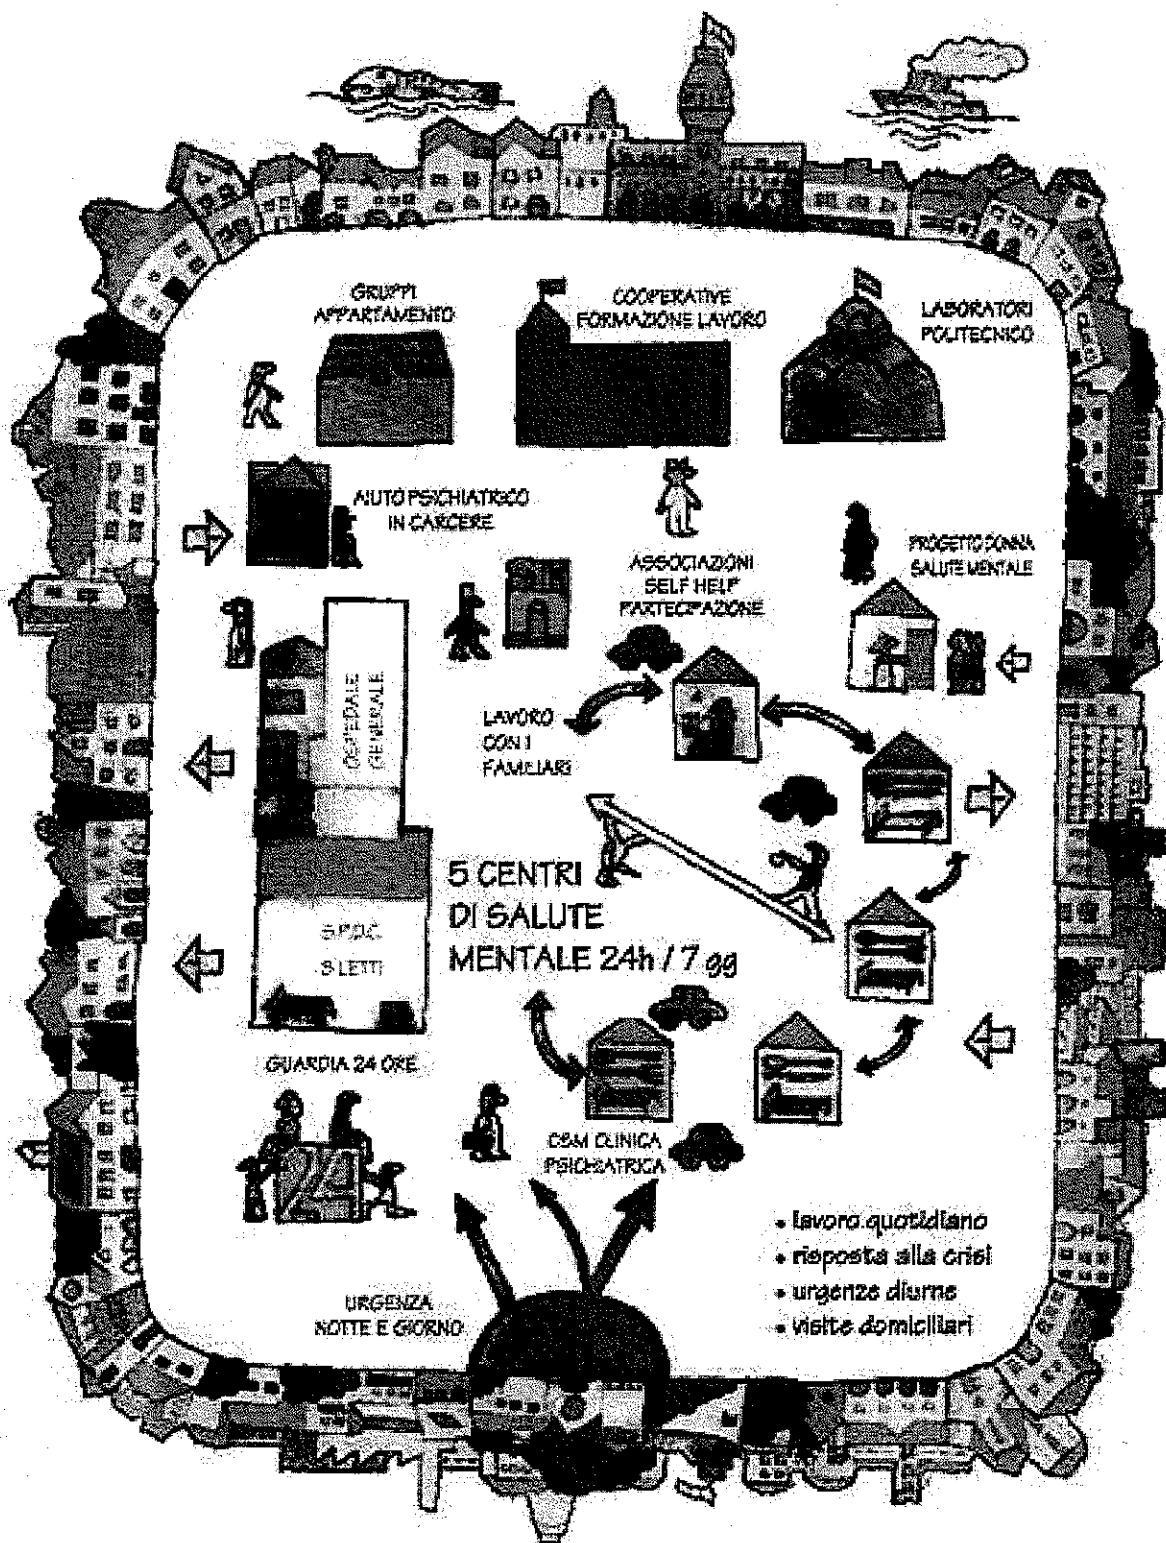 GRUPPI
APPARTAMENTO
COOPERATIVE
FORMAZIONE LAVORO
LABORATORI
POLITECNICO
AIUTO PSICHIATRICO
IN CARCERE
ASSOCIAZIONI
SELF HELP
PARTECIPAZIONE
PROGETTO DONNA
SALUTE MENTALE
OSPEDALE
GENERALE
LAVORO
CON I
FAMILIARI
5 CENTRI
DI SALUTE
MENTALE 24h / 7 gg
S.P.D.C.
8 LETTI
GUARDIA 24 ORE
24
CSM CLINICA
PSICHIATRICA
URGENZA
NOTTE E GIORNO
• lavoro quotidiano
• risposta alla crisi
• urgenze diurne
• visite domiciliari